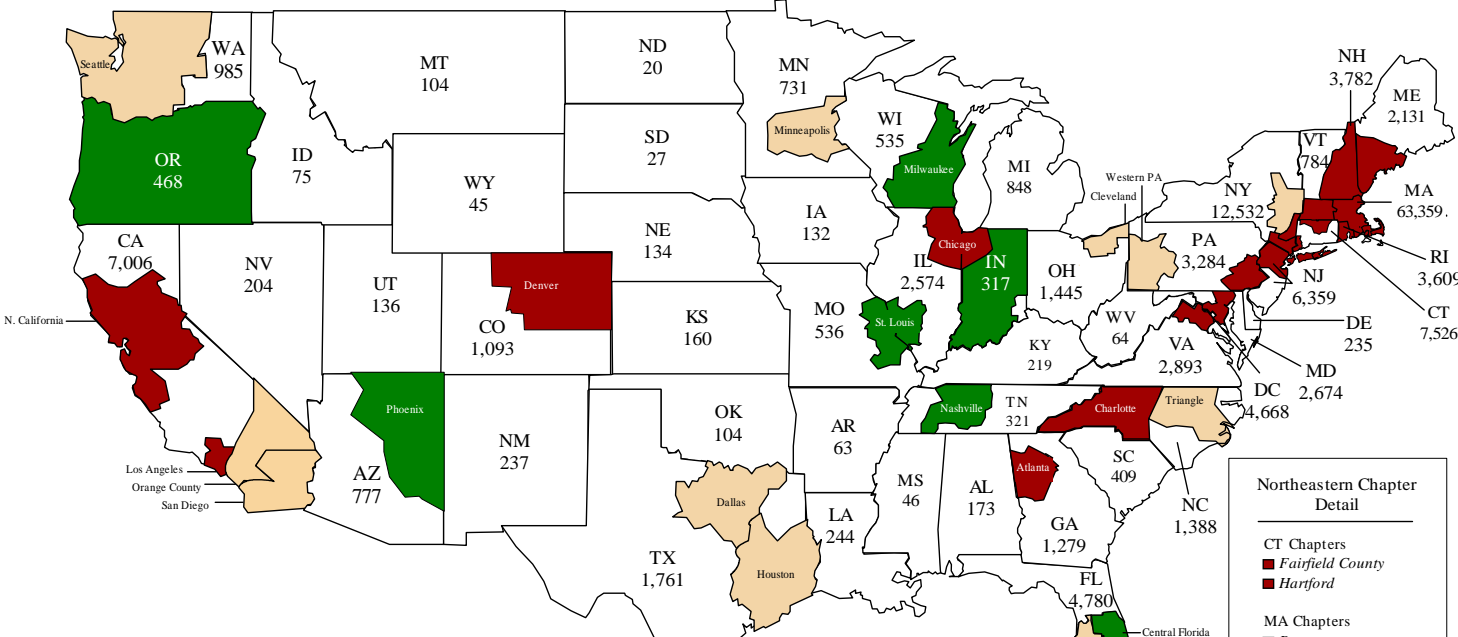 WA
985
Seattle
MT
104
ND
20
MN
731
Minneapolis
WI
535
Milwaukee
MI
848
NH
3,782
ME
2,131
VT
784
OR
468
ID
75
WY
45
SD
27
IA
132
NE
134
Western PA
Cleveland
NY
12,532
MA
63,359.
PA
3,284
RI
3,609
NJ
6,359
CT
7,526
DE
235
MD
2,674
DC
4,668
CA
7,006
NV
204
UT
136
Denver
CO
1,093
KS
160
MO
536
St. Louis
Chicago
IL
2,574
IN
317
OH
1,445
WV
64
VA
2,893
KY
219
N. California
Los Angeles
Orange County
San Diego
Phoenix
AZ
777
NM
237
OK
104
AR
63
Nashville
TN
321
Charlotte
Triangle
NC
1,388
SC
409
Atlanta
GA
1,279
AL
173
MS
46
LA
244
Dallas
Houston
TX
1,761
FL
4,780
Central Florida
Northeastern Chapter
Detail
CT Chapters
Fairfield County
Hartford
MA Chapters